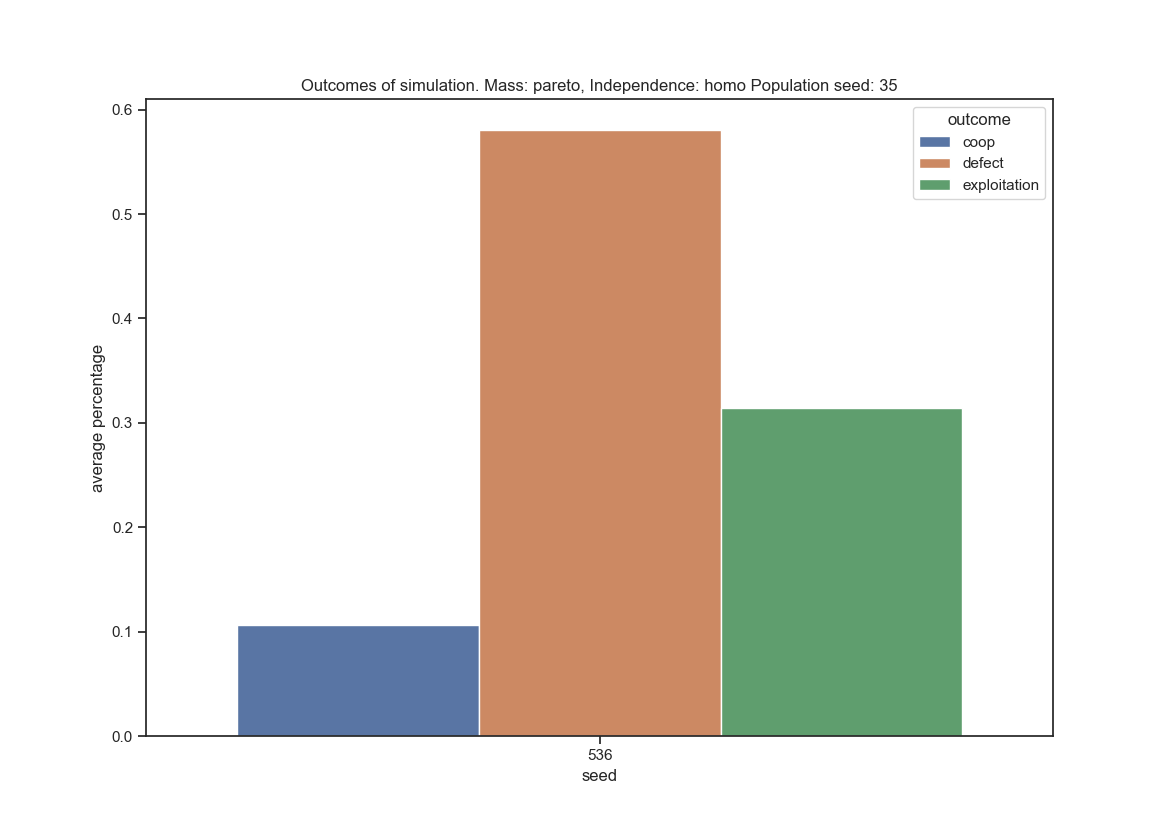 Outcomes of simulation. Mass: pareto, Independence: homo Population seed: 35
outcome
coop
defect
exploitation
0.6
0.5
0.4
0.3
0.2
0.1
0.0
average percentage
536
seed